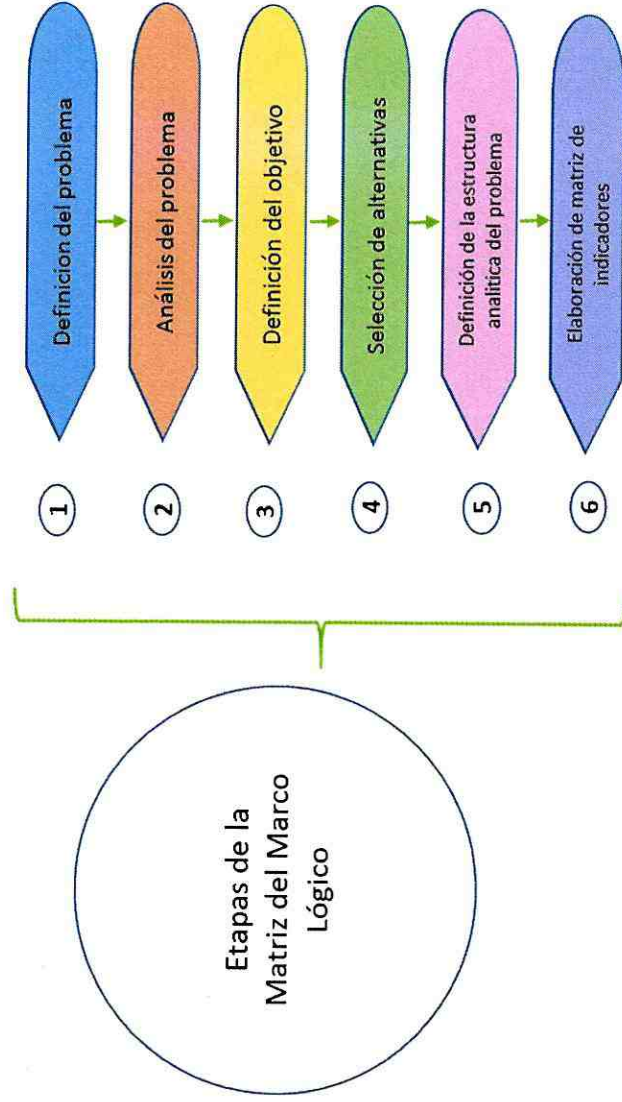 Etapas de la
Matriz del Marco
Lógico
1
Definicion del problema
2
Análisis del problema
3
Definición del objetivo
4
Selección de alternativas
5
Definición de la estructura
analitica del problema
6
Elaboración de matriz de
indicadores